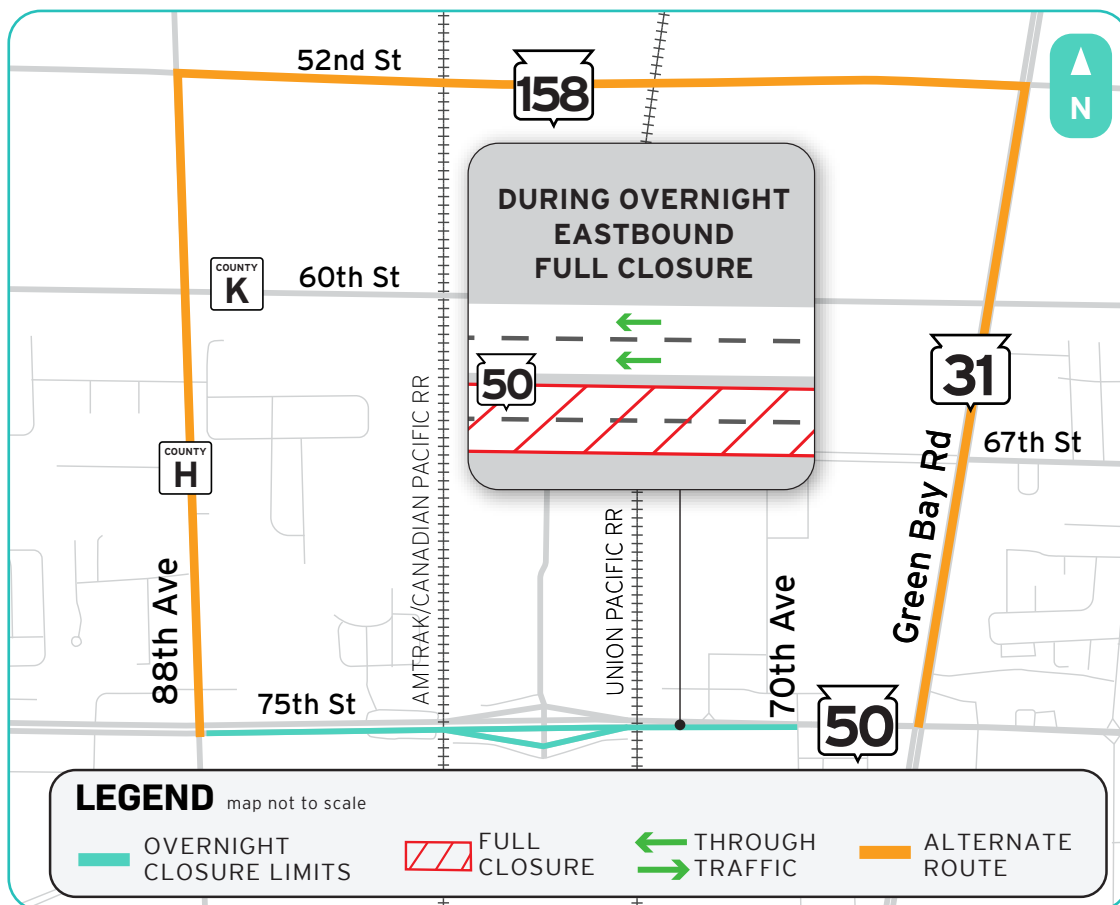 52nd St
158
N
DURING OVERNIGHT
EASTBOUND
FULL CLOSURE
COUNTY
K
60th St
50
31
AMTRAK/CANADIAN PACIFIC RR
67th St
COUNTY
H
Green Bay Rd
UNION PACIFIC RR
88th Ave
70th Ave
75th St
50
LEGEND map not to scale
OVERNIGHT
CLOSURE LIMITS
FULL
CLOSURE
THROUGH
TRAFFIC
ALTERNATE
ROUTE